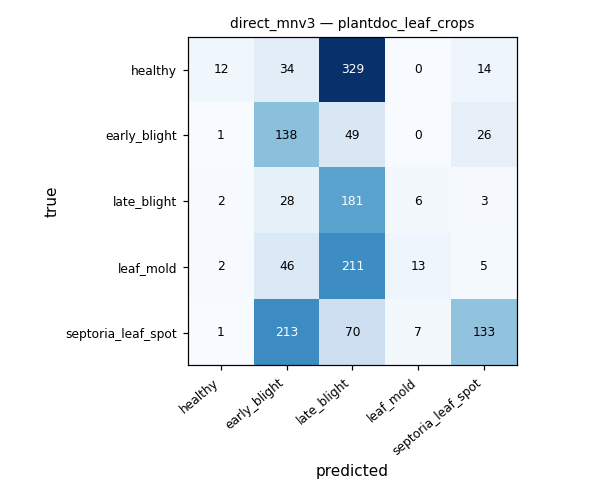 direct_mnv3 — plantdoc_leaf_crops
true
healthy 12 34 329 0 14
early_blight 1 138 49 0 26
late_blight 2 28 181 6 3
leaf_mold 2 46 211 13 5
septoria_leaf_spot 1 213 70 7 133
healthy early_blight late_blight leaf_mold septoria_leaf_spot
predicted